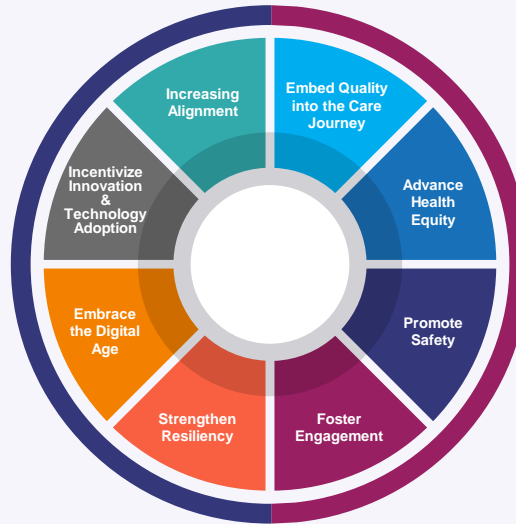 Increasing
Alignment
Embed Quality
into the Care
Journey
Advance
Health
Equity
Promote
Safety
Foster
Engagement
Strengthen
Resiliency
Embrace
the Digital
Age
Incentivize
Innovation
&
Technology
Adoption